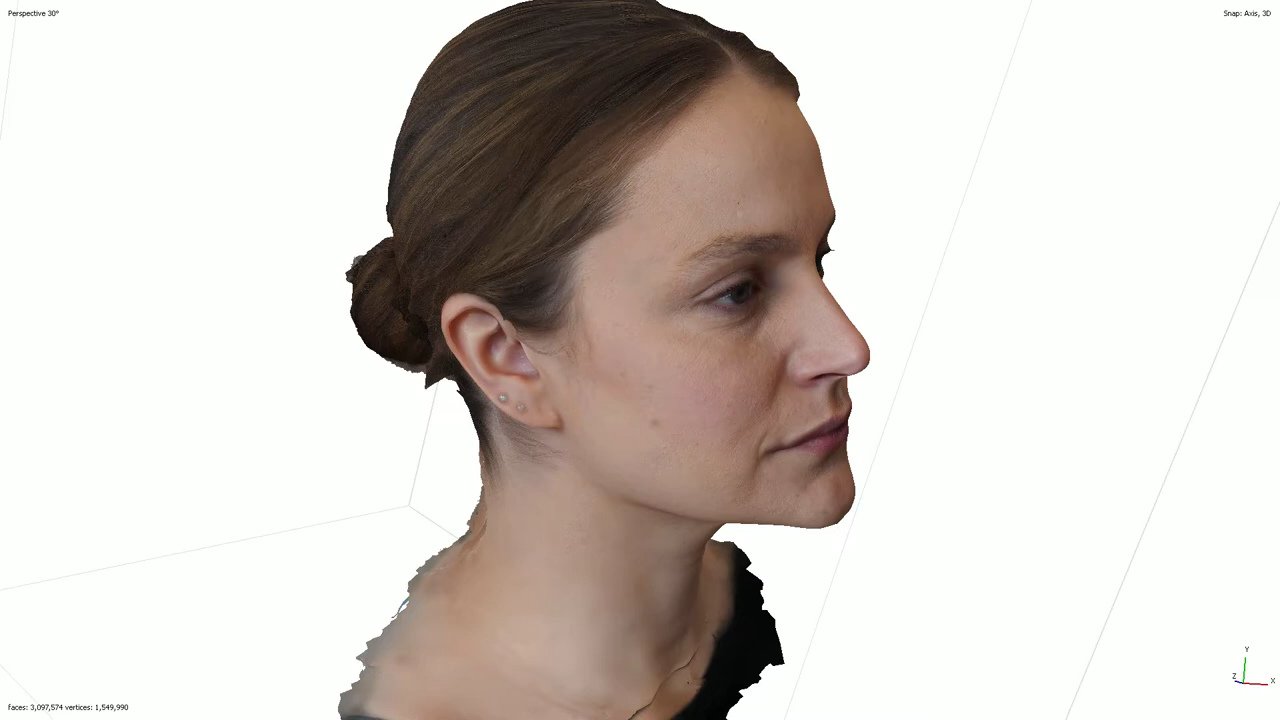 Perspective 30°
Snap: Axis, 3D
faces: 3,097,574 vertices: 1,549,990
Y
Z
X